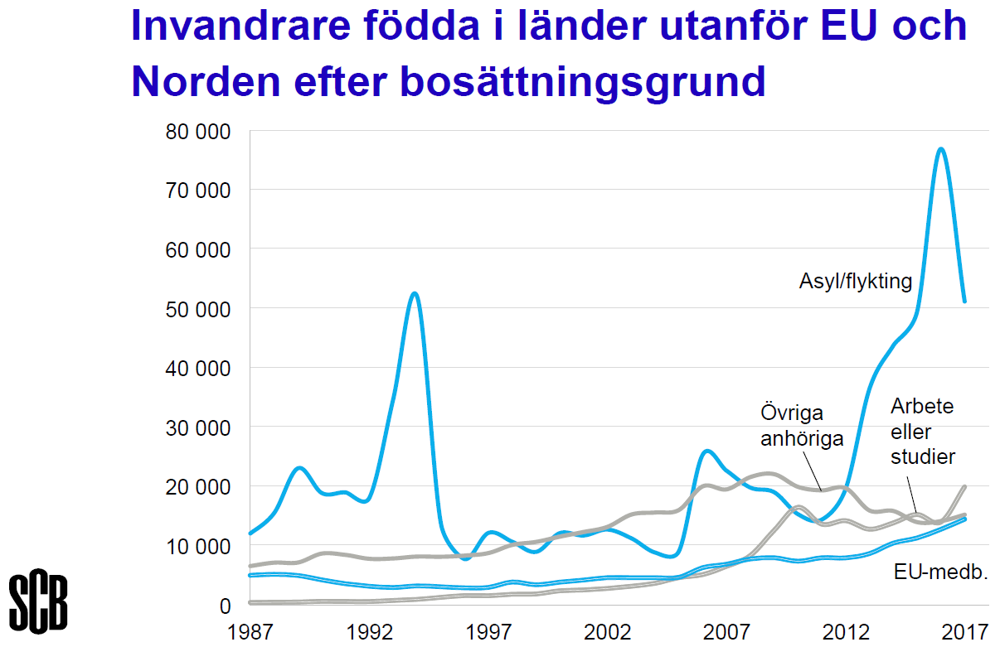 Invandrare födda i länder utanför EU och
Norden efter bosättningsgrund
80 000
70 000
60 000
50 000
40 000
30 000
20 000
10 000
0
Asyl/flykting
Övriga
anhöriga
Arbete
eller
studier
EU-medb.
1987 1992 1997 2002 2007 2012 2017
SCB